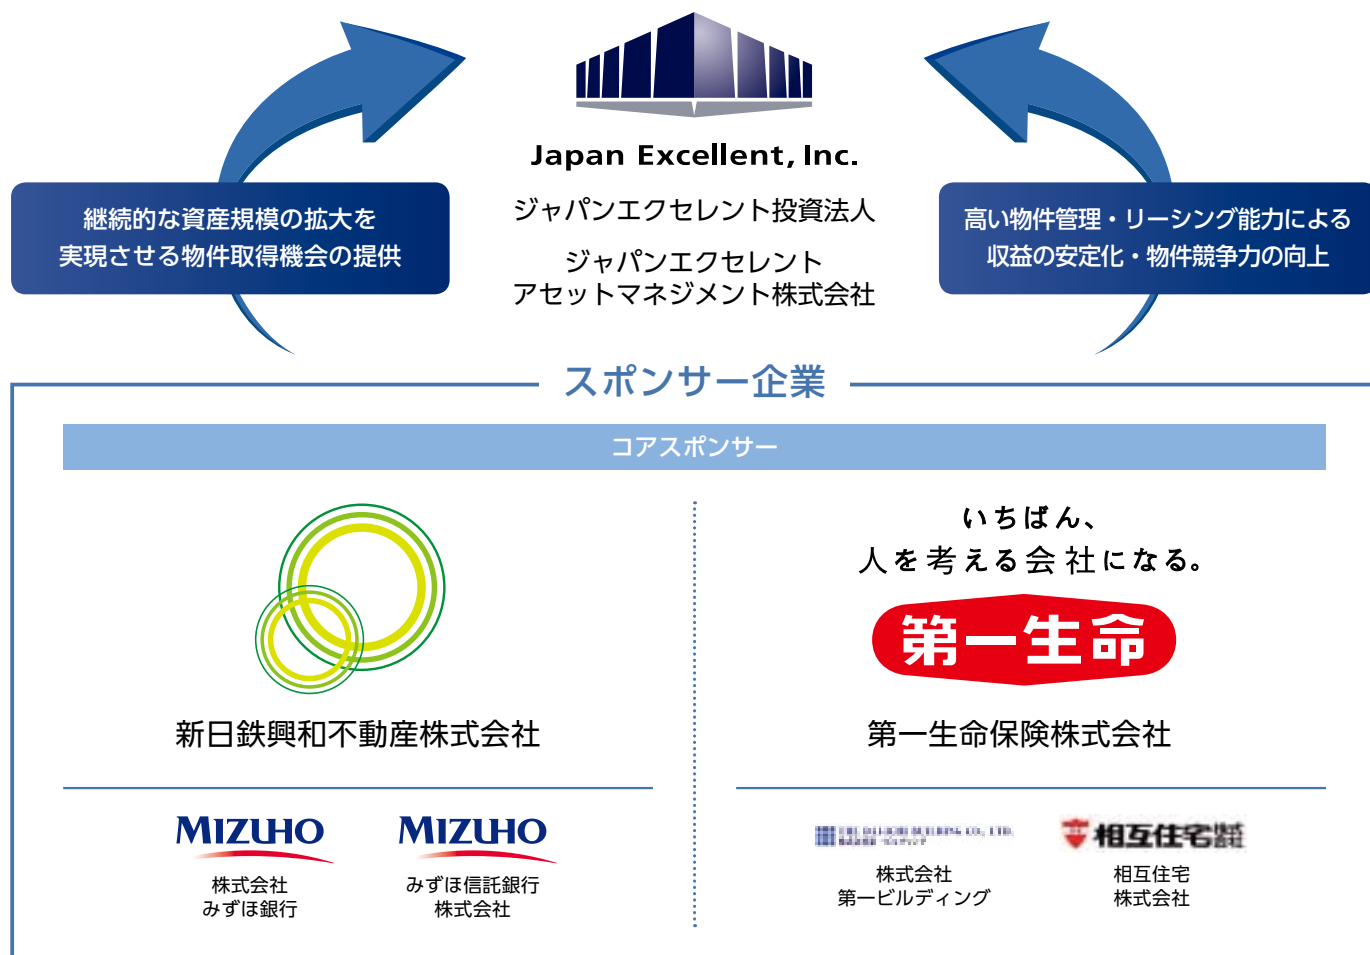 Japan Excellent, Inc.
ジャパンエクセレント投資法人
ジャパンエクセレント
アセットマネジメント株式会社
継続的な資産規模の拡大を
実現させる物件取得機会の提供
高い物件管理・リーシング能力による
収益の安定化・物件競争力の向上
スポンサー企業
コアスポンサー
新日鉄興和不動産株式会社
いちばん、
人を考える会社になる。
第一生命
第一生命保険株式会社
MIZUHO
株式会社
みずほ銀行
MIZUHO
みずほ信託銀行
株式会社
株式会社
第一ビルディング
相互住宅株式会社
相互住宅
株式会社